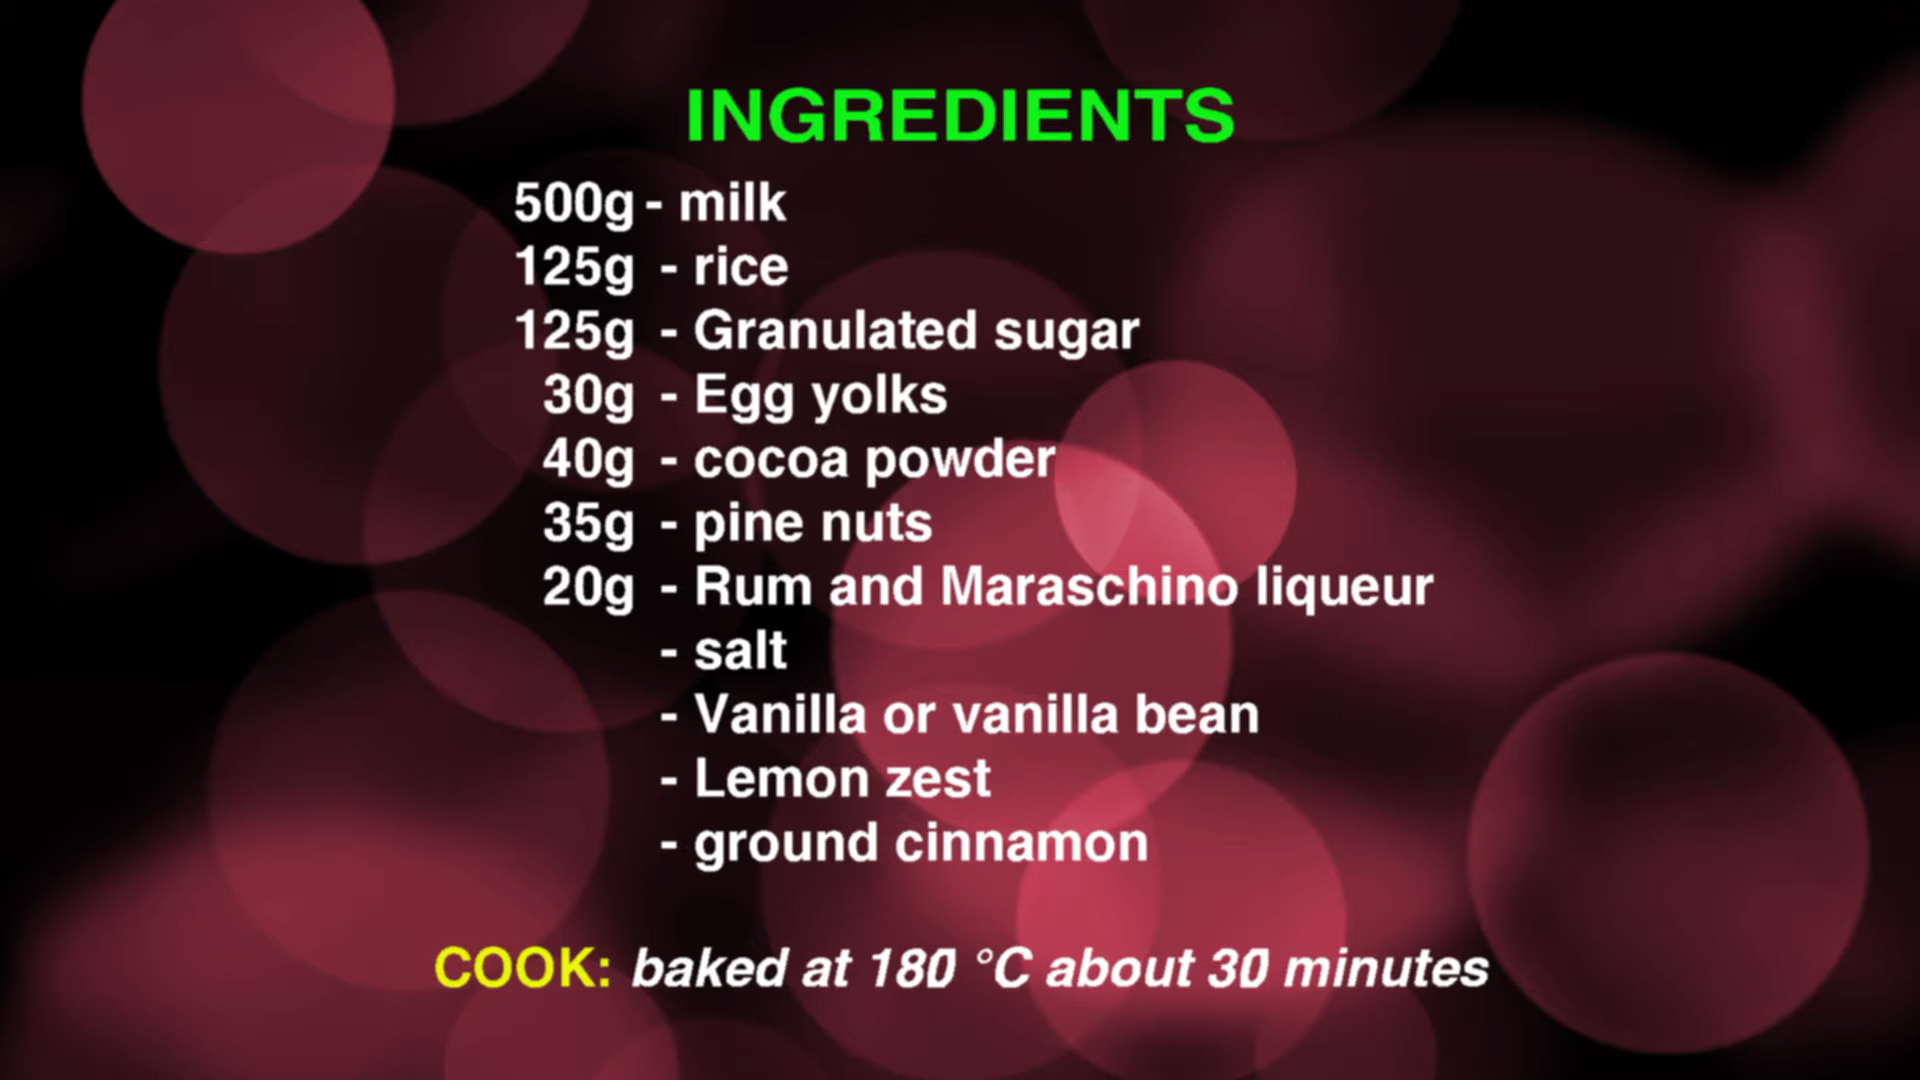 INGREDIENTS
500g - milk
125g - rice
125g - Granulated sugar
30g - Egg yolks
40g - cocoa powder
35g - pine nuts
20g - Rum and Maraschino liqueur
- salt
- Vanilla or vanilla bean
- Lemon zest
- ground cinnamon
COOK: baked at 180 °C about 30 minutes